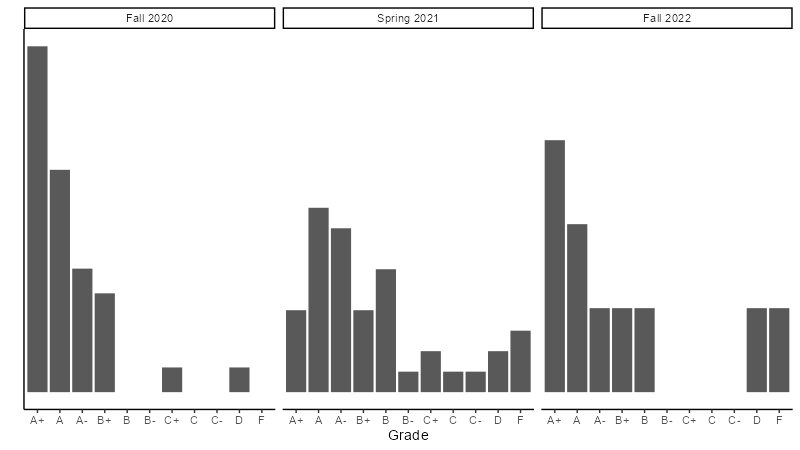 Fall 2020 Spring 2021 Fall 2022
A+ A A- B+ B B- C+ C C- D F A+ A A- B+ B B- C+ C C- D F A+ A A- B+ B B- C+ C C- D F
Grade